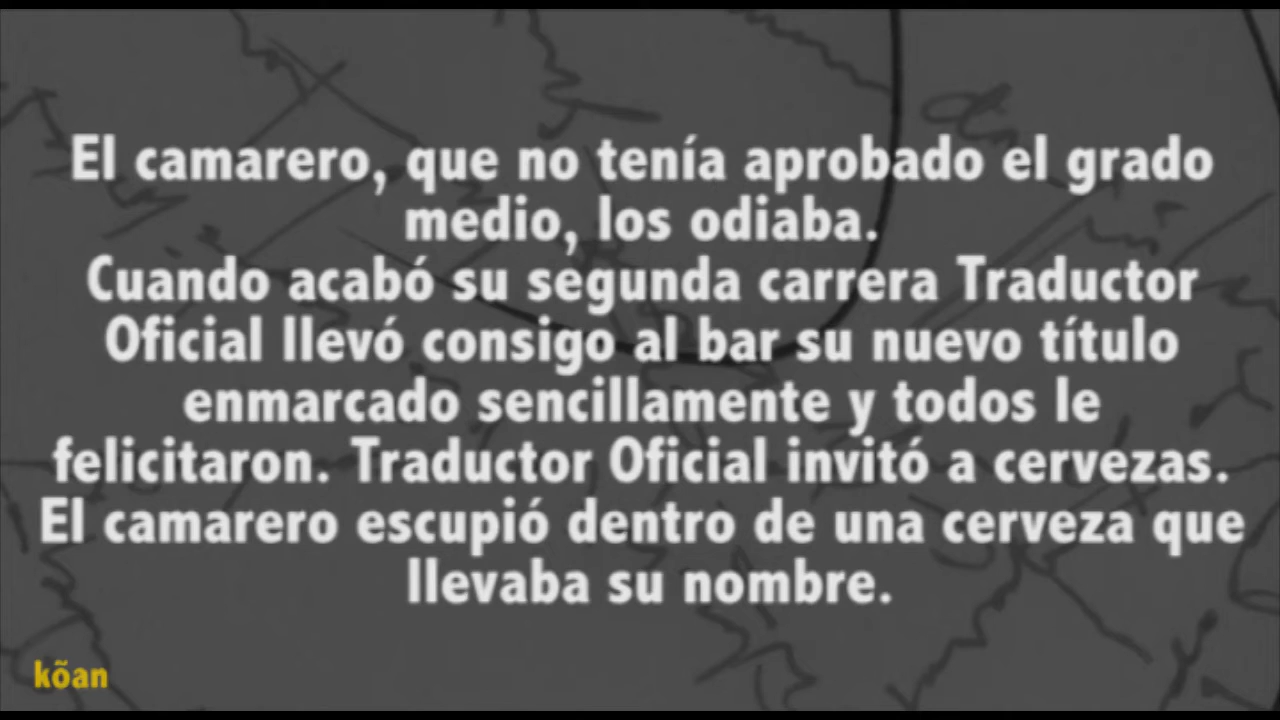 El camarero, que no tenía aprobado el grado
medio, los odiaba.
Cuando acabó su segunda carrera Traductor
Oficial llevó consigo al bar su nuevo título
enmarcado sencillamente y todos le
felicitaron. Traductor Oficial invitó a cervezas.
El camarero escupió dentro de una cerveza que
llevaba su nombre.
kõan